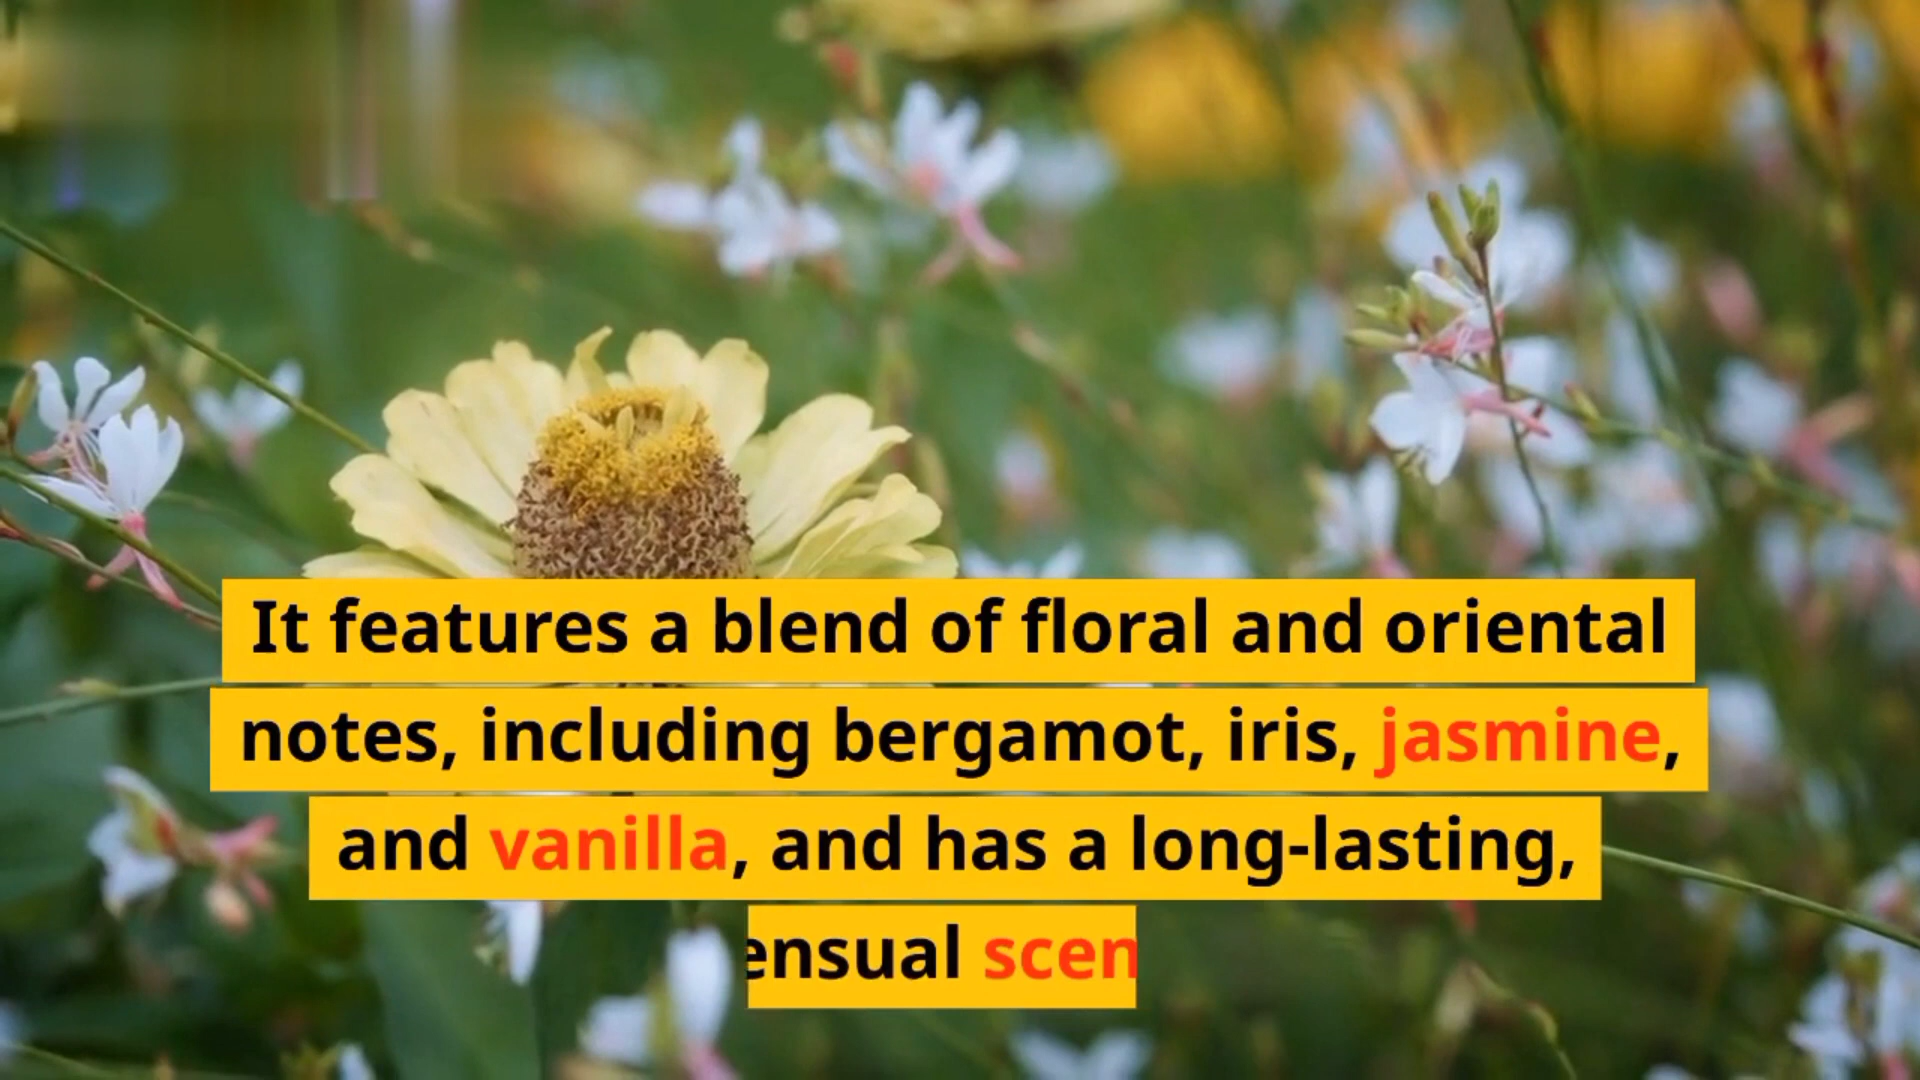 It features a blend of floral and oriental
notes, including bergamot, iris, jasmine,
and vanilla, and has a long-lasting,
ensual scen